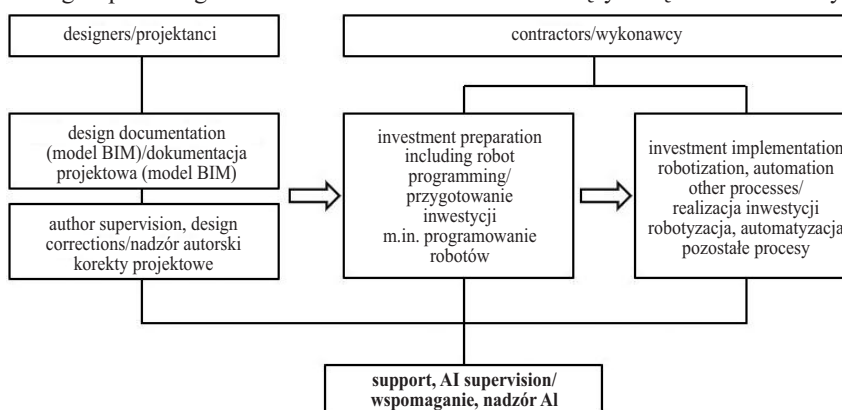 designers/projektanci
contractors/wykonawcy
design documentation
(model BIM)/dokumentacja
projektowa (model BIM)
author supervision, design
corrections/nadzór autorski
korekty projektowe
investment preparation
including robot
programming/
przygotowanie
inwestycji
m.in. programowanie
robotów
investment implementation
robotization, automation
other processes/
realizacja inwestycji
robotyzacja, automatyzacja
pozostałe procesy
support, AI supervision/
wspomaganie, nadzór Al